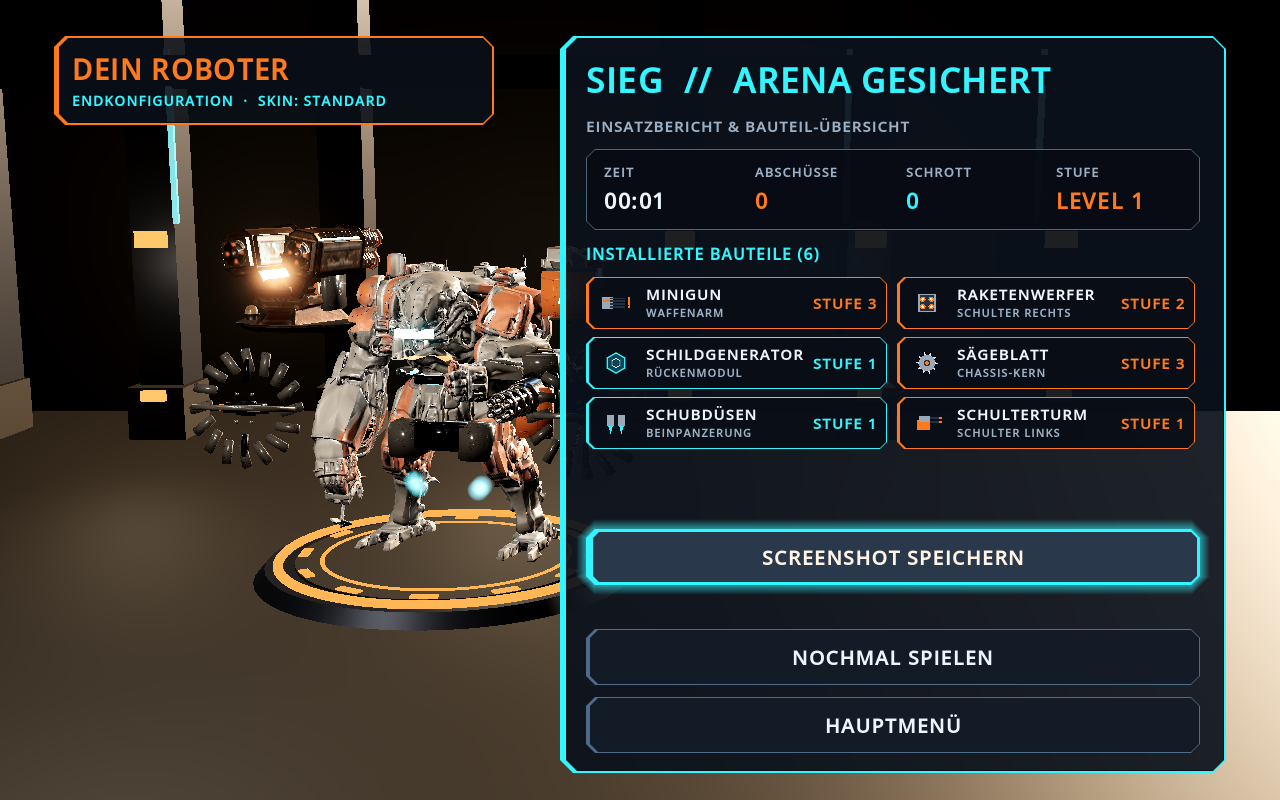 DEIN ROBOTER
ENDKONFIGURATION · SKIN: STANDARD
SIEG // ARENA GESICHERT
EINSATZBERICHT & BAUTEIL-ÜBERSICHT
ZEIT ABSCHÜSSE SCHROTT STUFE
00:01 0 0 LEVEL 1
INSTALLIERTE BAUTEILE (6)
MINIGUN
WAFFENARM
STUFE 3
RAKETENWERFER
SCHULTER RECHTS
STUFE 2
SCHILDGENERATOR
RÜCKENMODUL
STUFE 1
SÄGEBLATT
CHASSIS-KERN
STUFE 3
SCHUBDÜSEN
BEINPANZERUNG
STUFE 1
SCHULTERTURM
SCHULTER LINKS
STUFE 1
SCREENSHOT SPEICHERN
NOCHMAL SPIELEN
HAUPTMENÜ